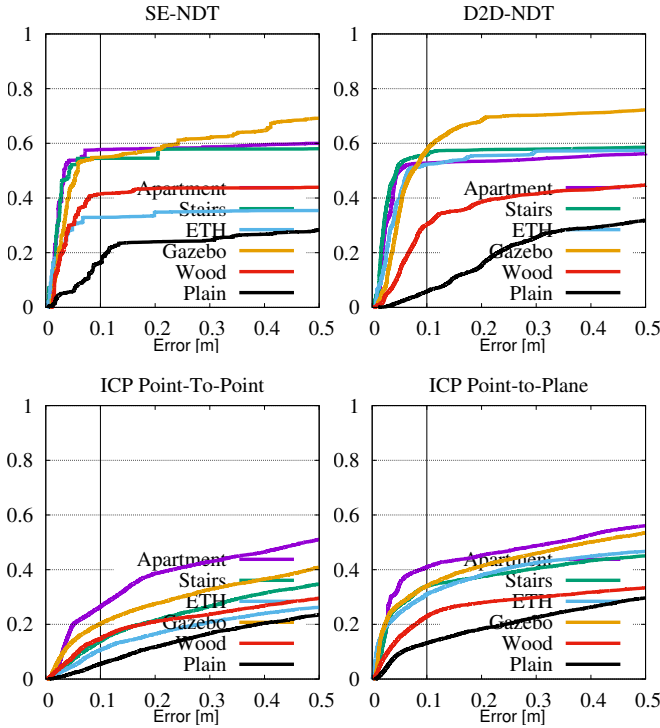 SE-NDT
D2D-NDT
1
0.8
0.6
0.4
0.2
0
Apartment
Stairs
ETH
Gazebo
Wood
Plain
0 0.1 0.2 0.3 0.4 0.5
Error [m]
1
0.8
0.6
0.4
0.2
0
Apartment
Stairs
ETH
Gazebo
Wood
Plain
0 0.1 0.2 0.3 0.4 0.5
Error [m]
ICP Point-To-Point
ICP Point-to-Plane
1
0.8
0.6
0.4
0.2
0
Apartment
Stairs
ETH
Gazebo
Wood
Plain
0 0.1 0.2 0.3 0.4 0.5
Error [m]
1
0.8
0.6
0.4
0.2
0
Apartment
Stairs
ETH
Gazebo
Wood
Plain
0 0.1 0.2 0.3 0.4 0.5
Error [m]